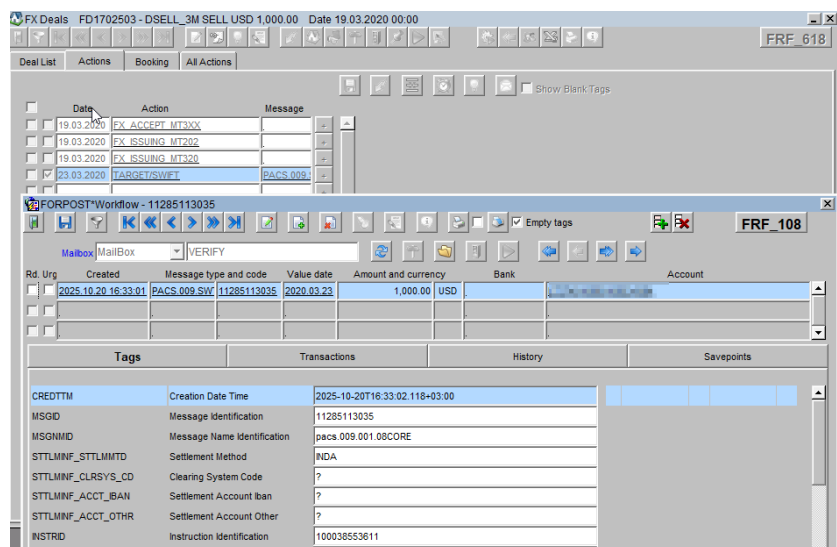 FX Deals FD1702503 - DSELL_3M SELL USD 1,000.00 Date 19.03.2020 00:00
FRF_618
Deal List Actions Booking All Actions
Show Blank Tags
Date Action Message
19.03.2020 FX_ACCEPT_MT3XX
19.03.2020 FX_ISSUING_MT202
19.03.2020 FX_ISSUING_MT320
23.03.2020 TARGET/SWIFT PACS.009.
FORPOST*Workflow - 11285113035
Empty tags FRF_108
Mailbox MailBox VERIFY
Rd. Urg Created Message type and code Value date Amount and currency Bank Account
2025.10.20 16:33:01 PACS.009.SW 11285113035 2020.03.23 1,000.00 USD
Tags Transactions History Savepoints
CREDTTM Creation Date Time 2025-10-20T16:33:02.118+03:00
MSGID Message Identification 11285113035
MSGNMID Message Name Identification pacs.009.001.08CORE
STTLMINF_STTLMMTD Settlement Method INDA
STTLMINF_CLRSYS_CD Clearing System Code ?
STTLMINF_ACCT_IBAN Settlement Account Iban ?
STTLMINF_ACCT_OTHR Settlement Account Other ?
INSTRID Instruction Identification 100038553611